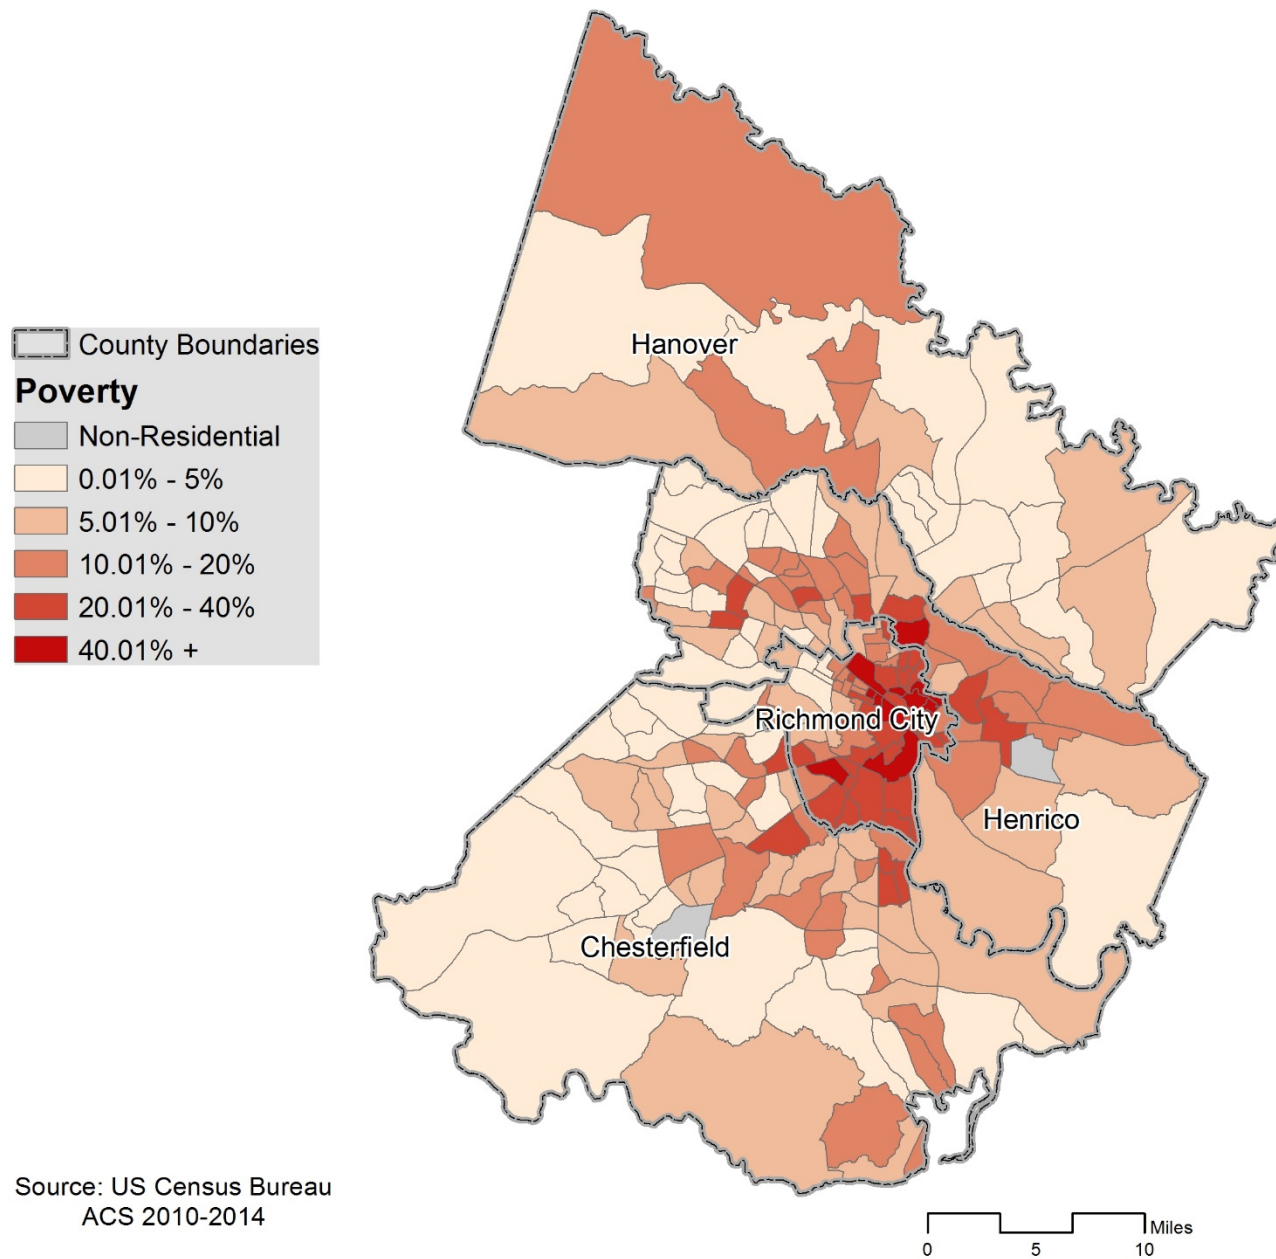 County Boundaries
Poverty
Non-Residential
0.01% - 5%
5.01% - 10%
10.01% - 20%
20.01% - 40%
40.01% +
Hanover
Richmond City
Henrico
Chesterfield
Source: US Census Bureau
ACS 2010-2014
Miles
0 5 10